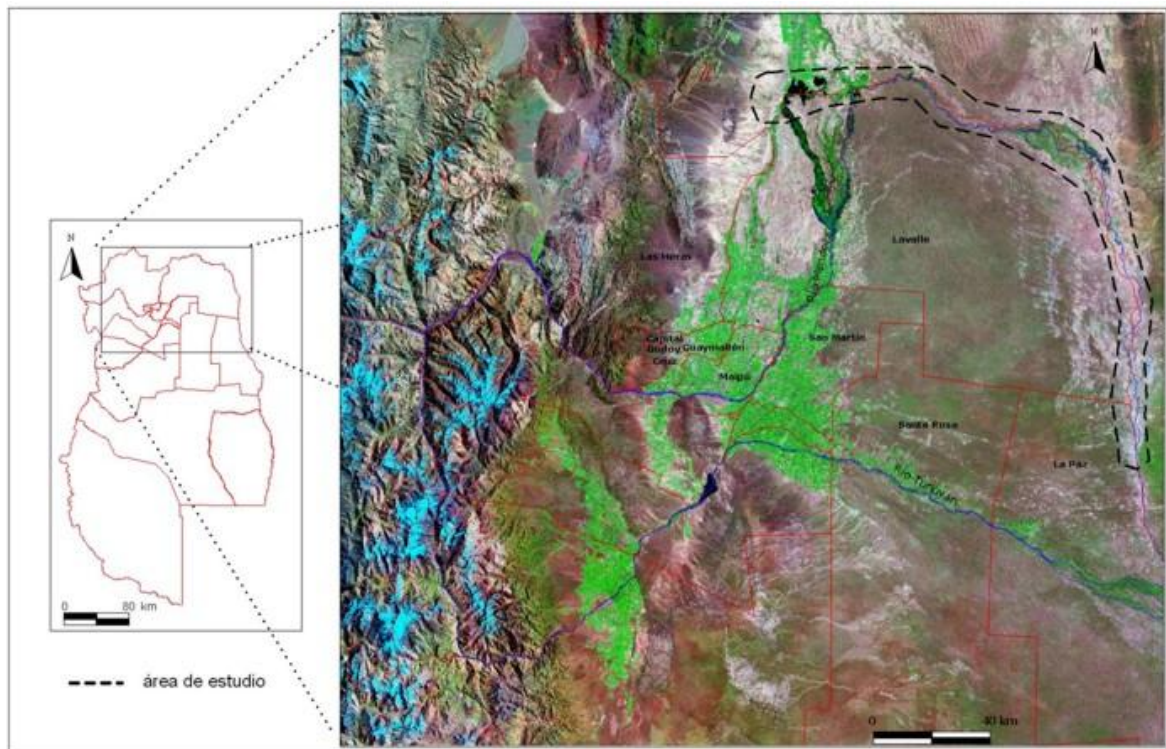 N
0 80 km
área de estudio
N
Lavalle
Las Heras
Capital
Godoy
Cruz
Guaymallén
San Martín
Maipú
Santa Rosa
La Paz
Río Tunuyán
0 40 km